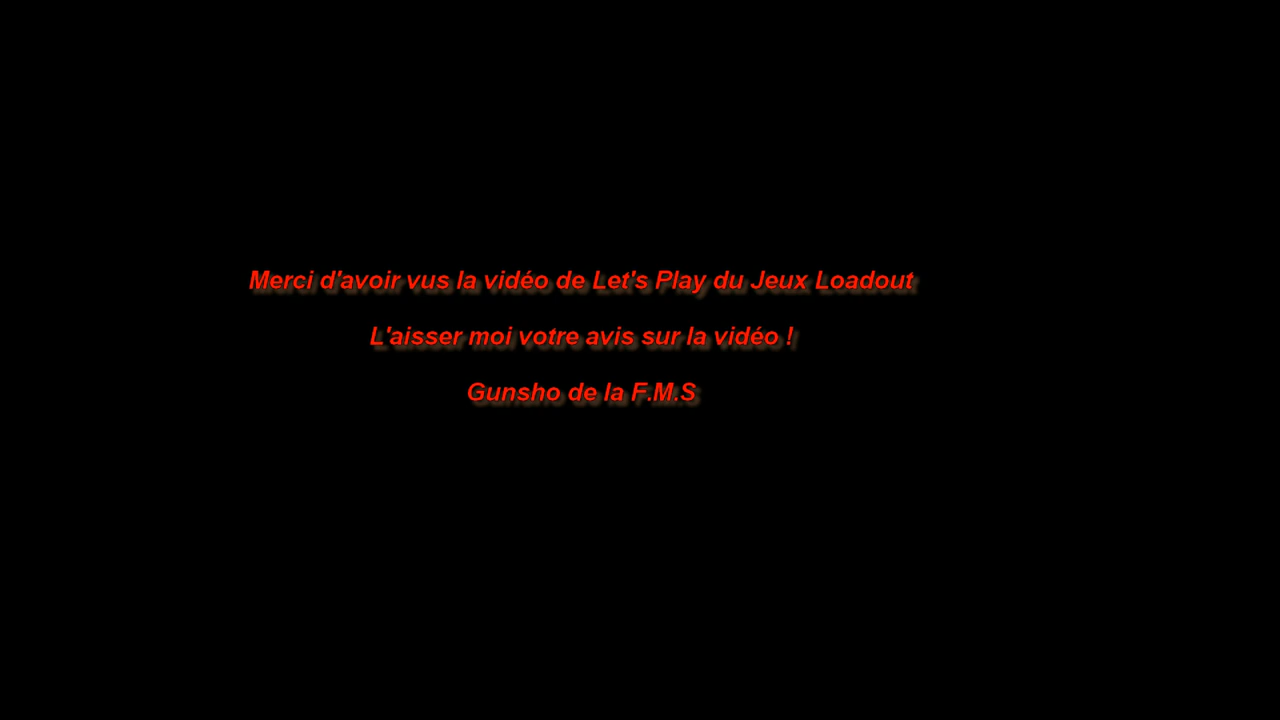 Merci d'avoir vus la vidéo de Let's Play du Jeux Loadout
L'aisser moi votre avis sur la vidéo !
Gunsho de la F.M.S